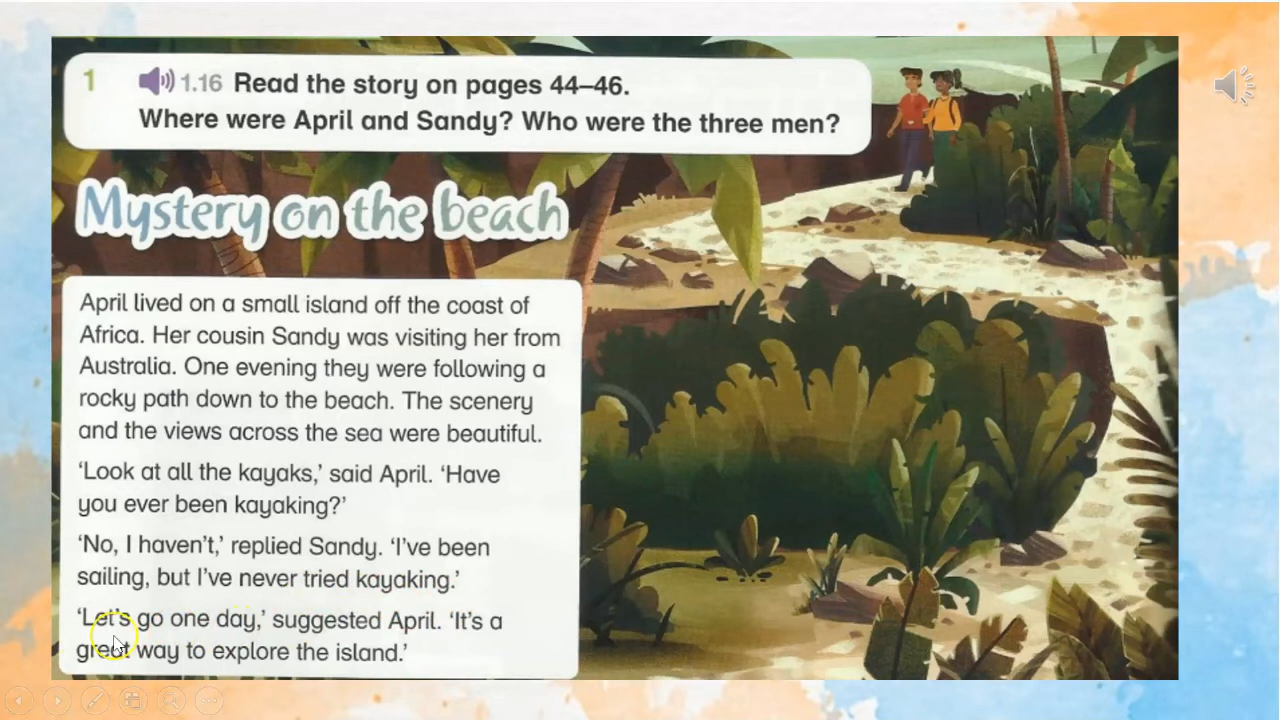 1 1.16 Read the story on pages 44–46.
Where were April and Sandy? Who were the three men?
Mystery on the beach
April lived on a small island off the coast of
Africa. Her cousin Sandy was visiting her from
Australia. One evening they were following a
rocky path down to the beach. The scenery
and the views across the sea were beautiful.
‘Look at all the kayaks,’ said April. ‘Have
you ever been kayaking?’
‘No, I haven’t,’ replied Sandy. ‘I’ve been
sailing, but I’ve never tried kayaking.’
‘Let’s go one day,’ suggested April. ‘It’s a
great way to explore the island.’